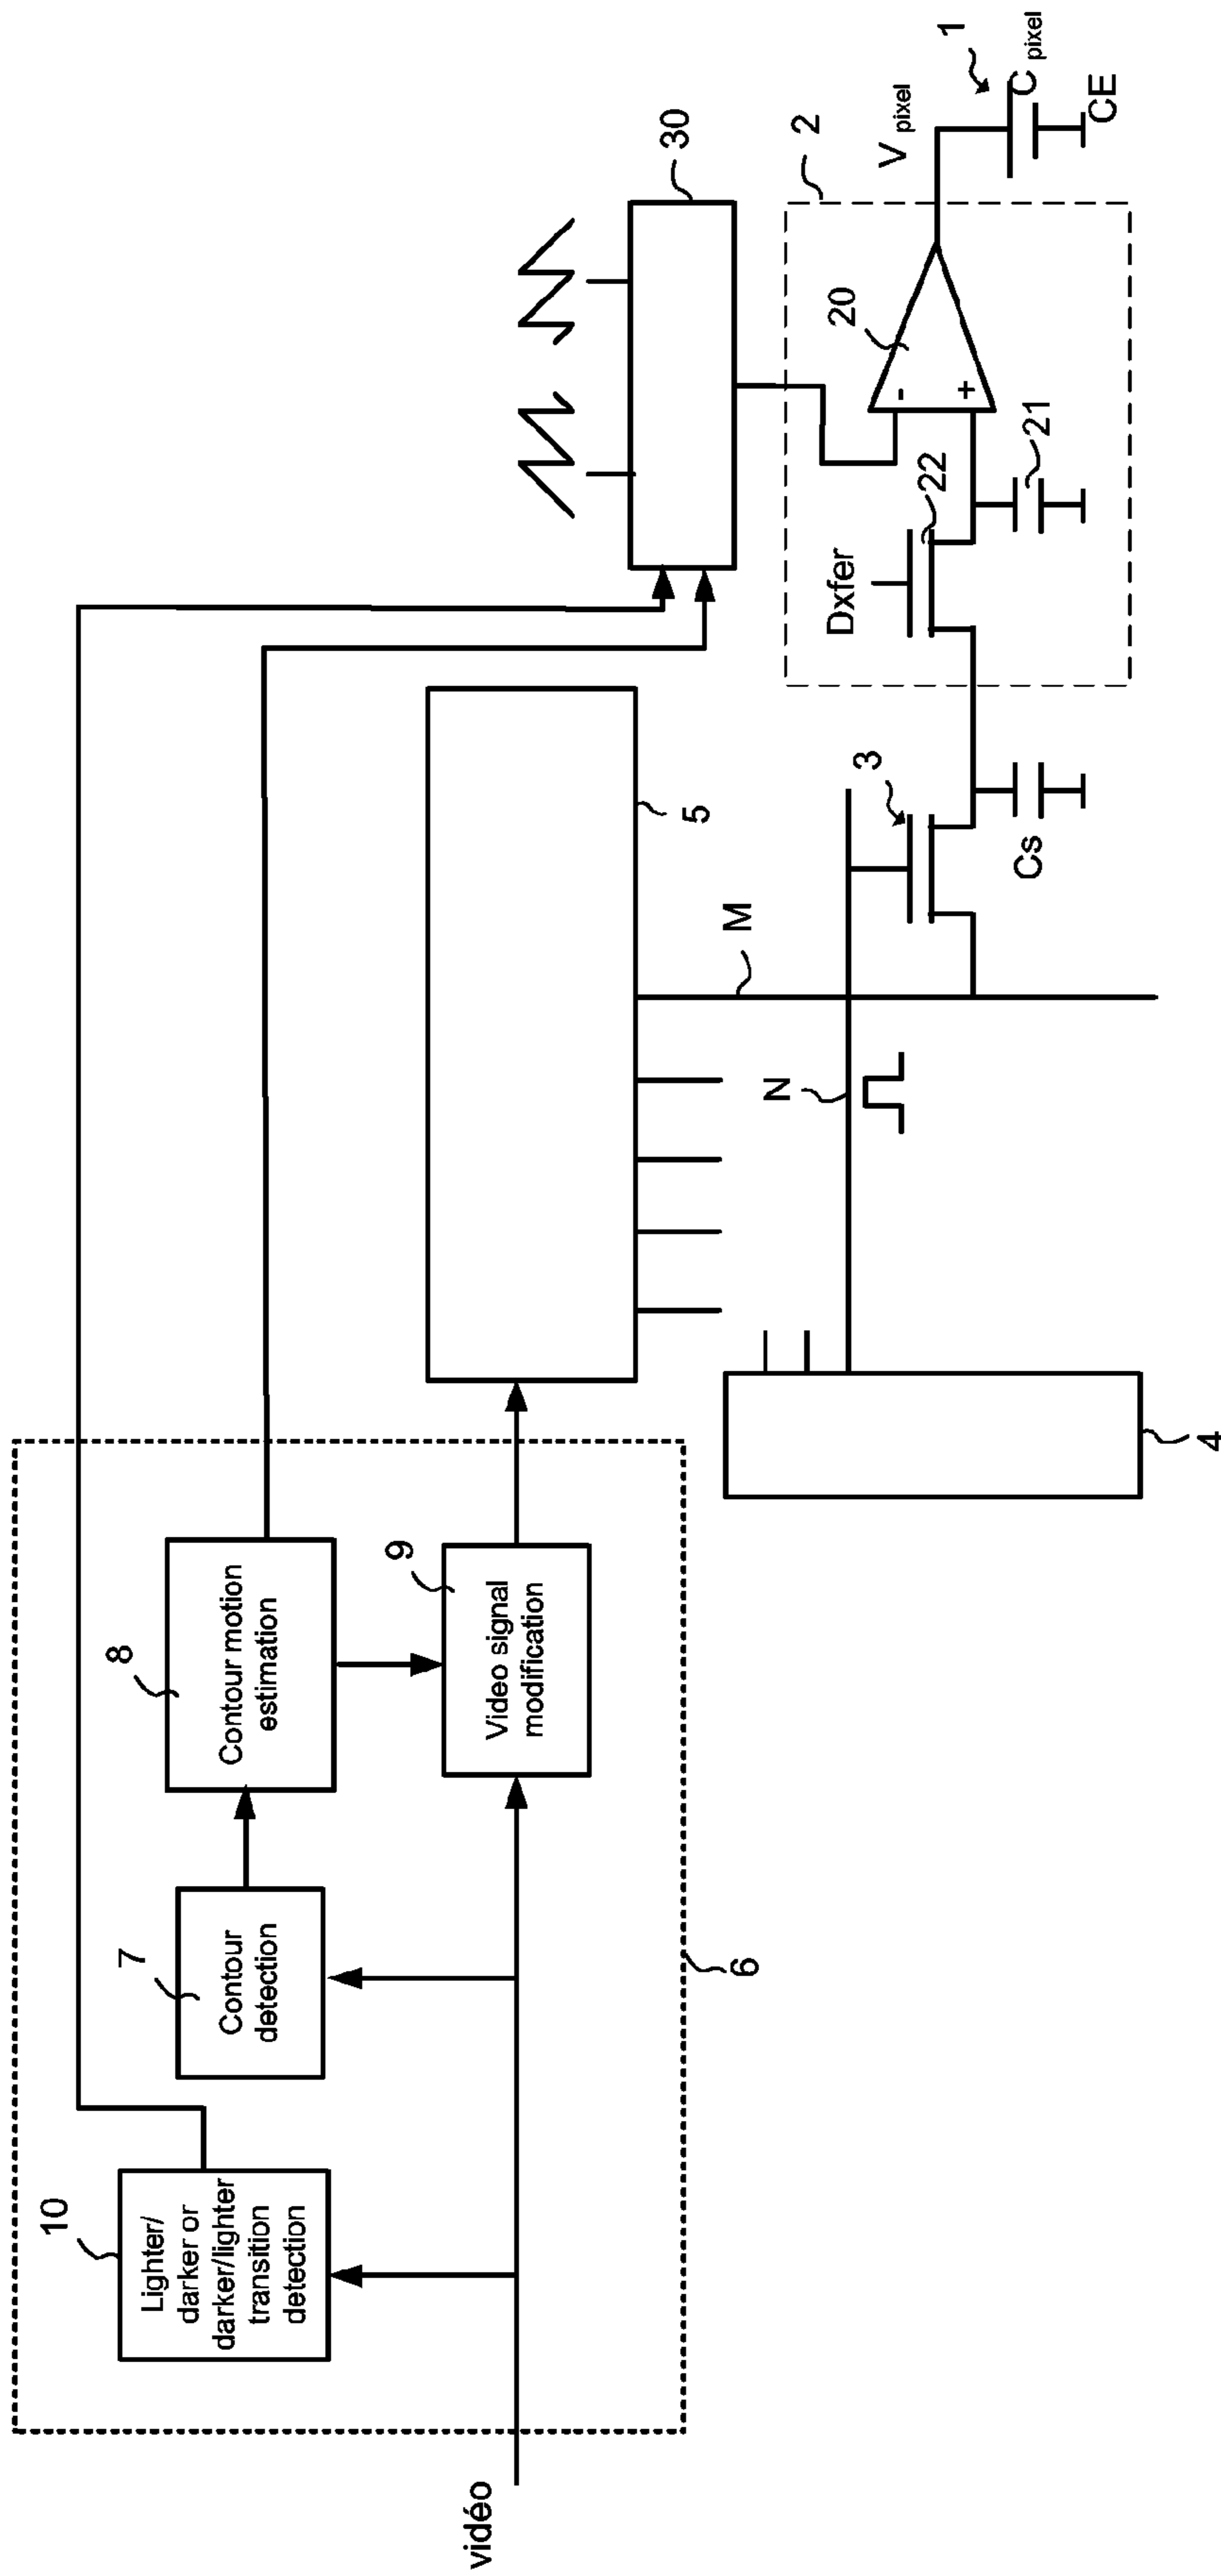 vidéo
10
Lighter/
darker or
darker/lighter
transition
detection
7
Contour
detection
8
Contour motion
estimation
9
Video signal
modification
6
5
4
N
M
3
Cs
30
2
Dxfer
22
21
20
-
+
V pixel
1
C pixel
CE